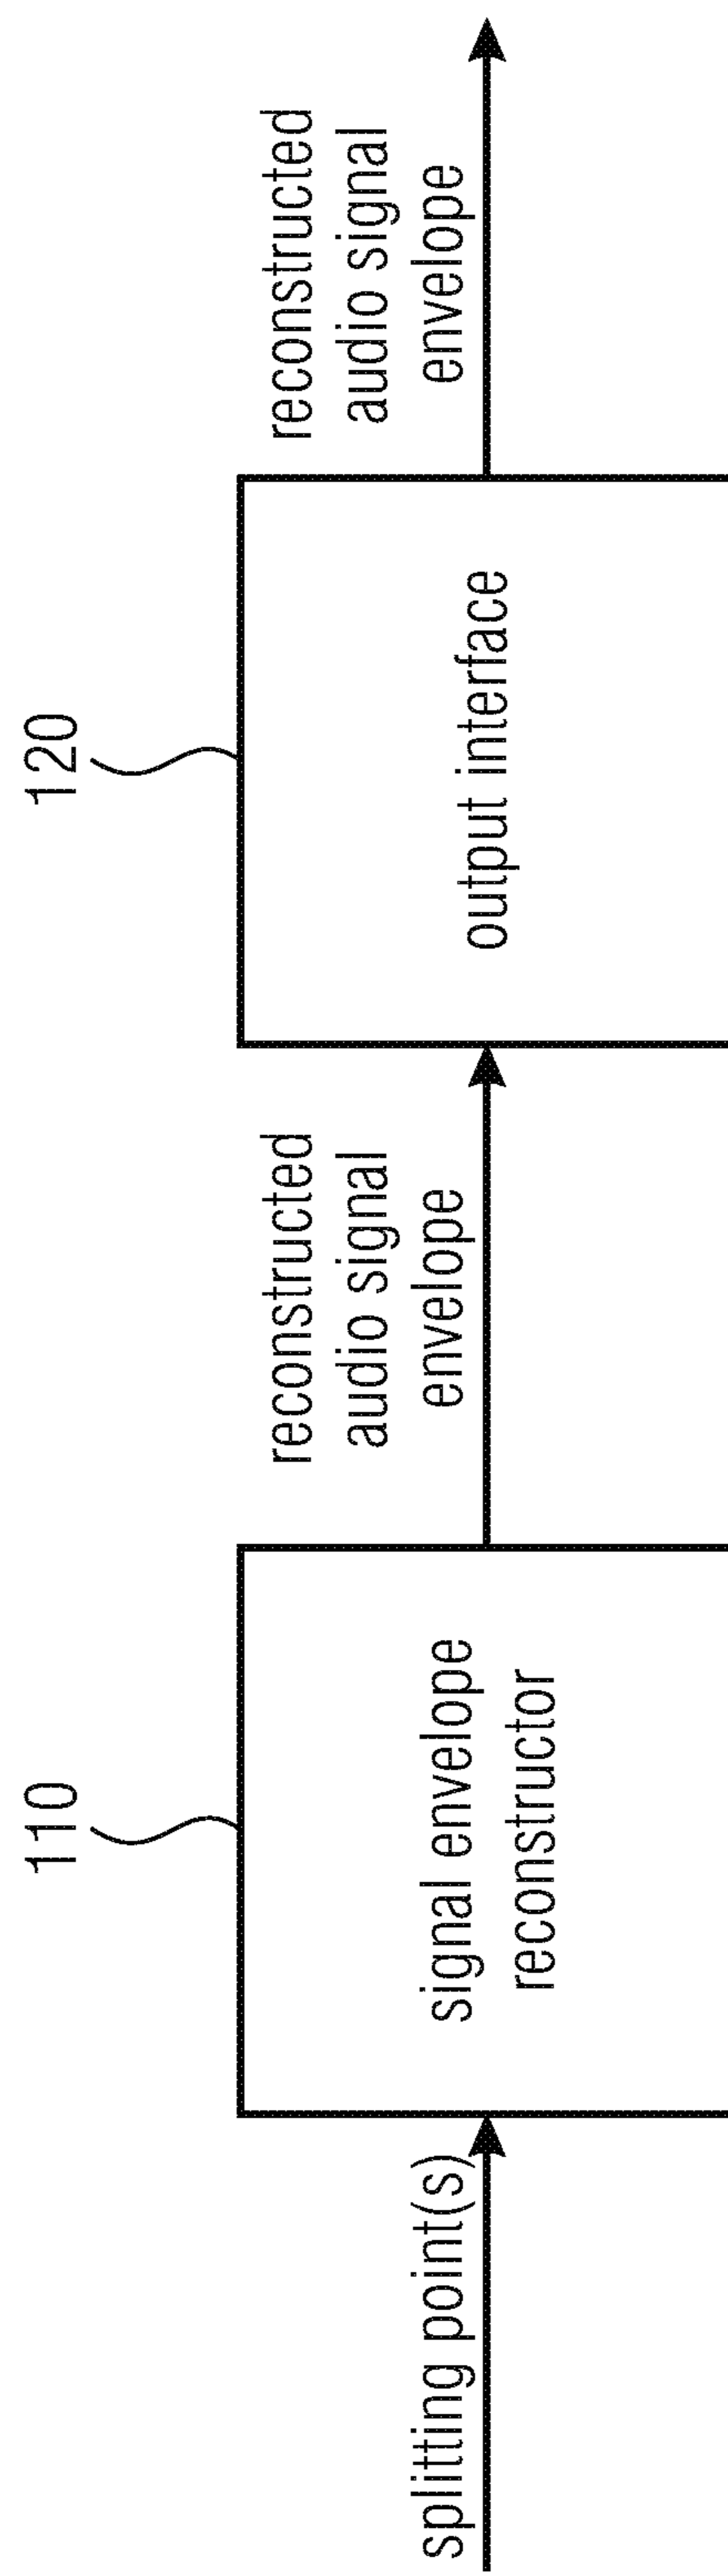 splitting point(s)
110
signal envelope
reconstructor
reconstructed
audio signal
envelope
120
output interface
reconstructed
audio signal
envelope